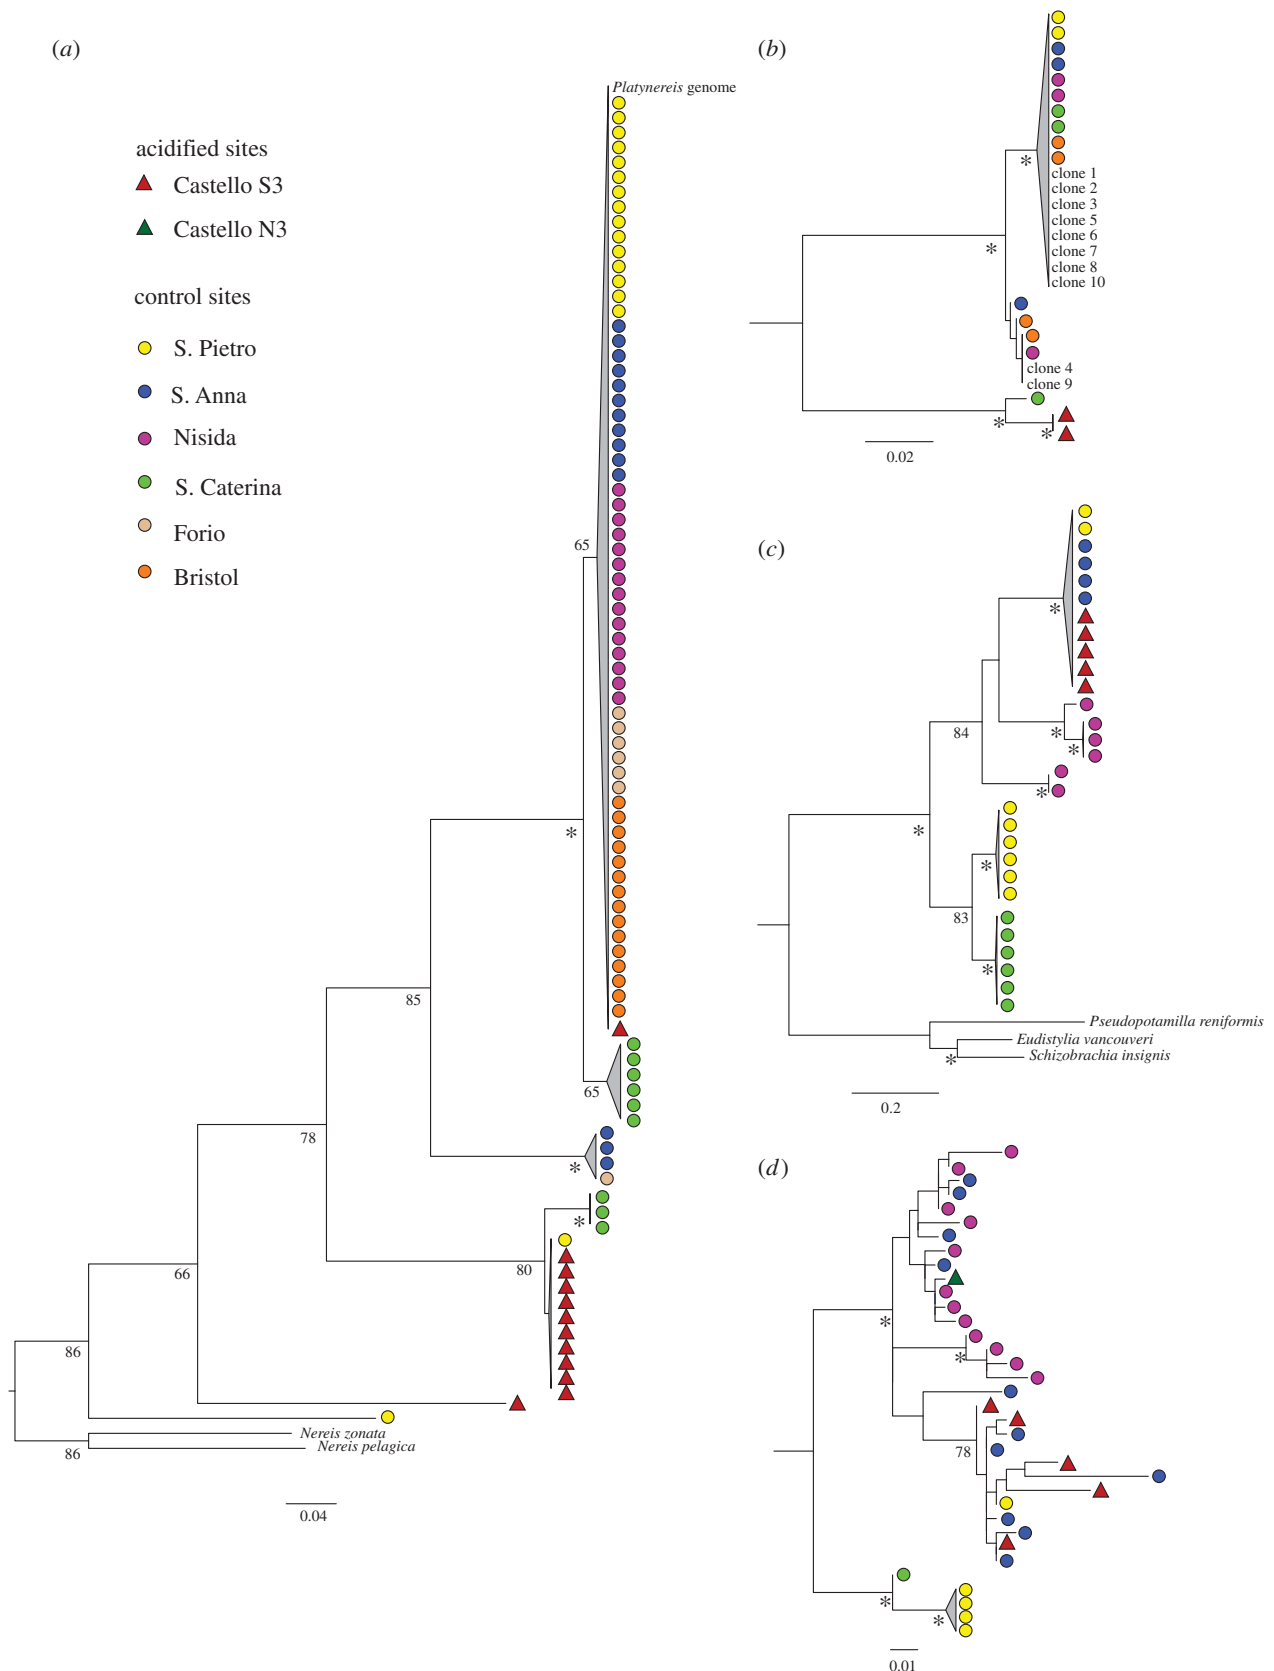 (a)
Platynereis genome
acidified sites
Castello S3
Castello N3
control sites
S. Pietro
S. Anna
Nisida
S. Caterina
Forio
Bristol
65
*
65
85
*
78
*
80
66
86
Nereis zonata
Nereis pelagica
86
0.04
(b)
*
clone 1
clone 2
clone 3
clone 5
clone 6
clone 7
clone 8
clone 10
*
clone 4
clone 9
*
*
0.02
(c)
*
84
*
*
*
*
*
83
*
Pseudopotamilla reniformis
Eudistylia vancouveri
Schizobrachia insignis
*
0.2
(d)
*
*
78
*
*
0.01